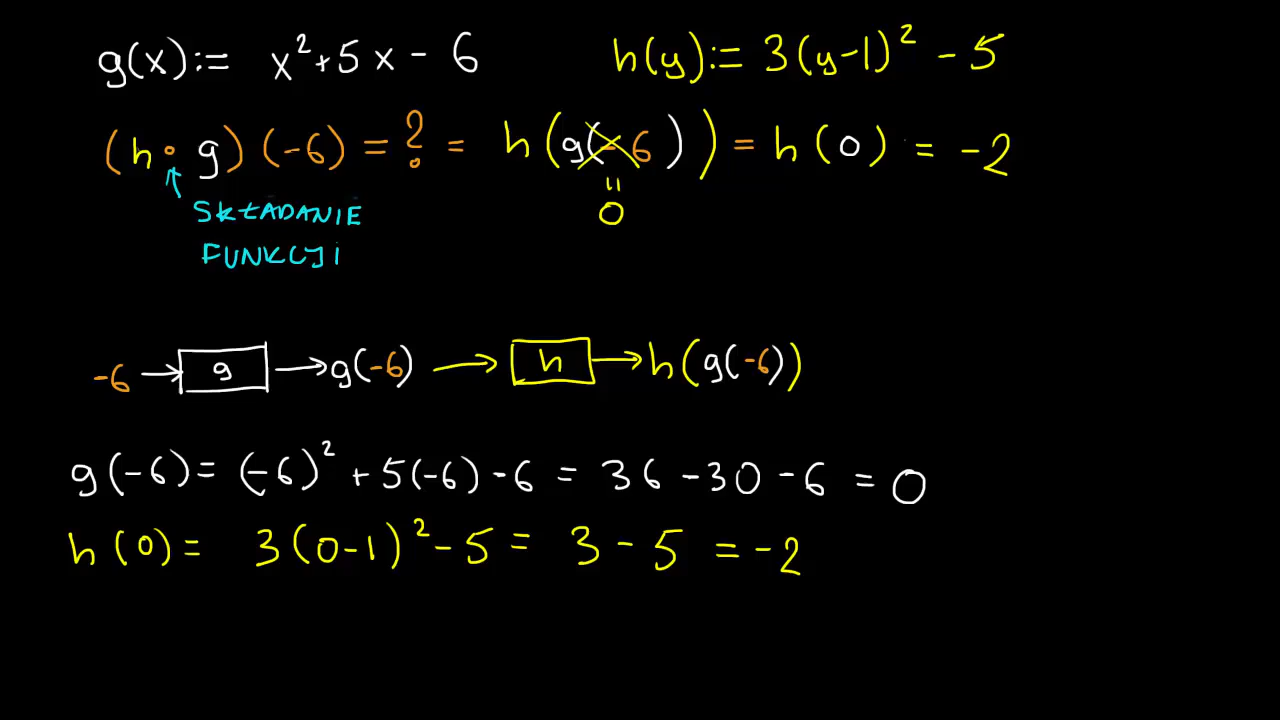 g(x):= x²+5x - 6 h(y):= 3(y-1)² - 5
(h∘g)(-6) = ? = h(g(-6)) = h(0) = -2
=
0
SKŁADANIE
FUNKCJI
-6 → g → g(-6) → h → h(g(-6))
g(-6) = (-6)² + 5(-6) - 6 = 36 - 30 - 6 = 0
h(0) = 3(0-1)² - 5 = 3 - 5 = -2